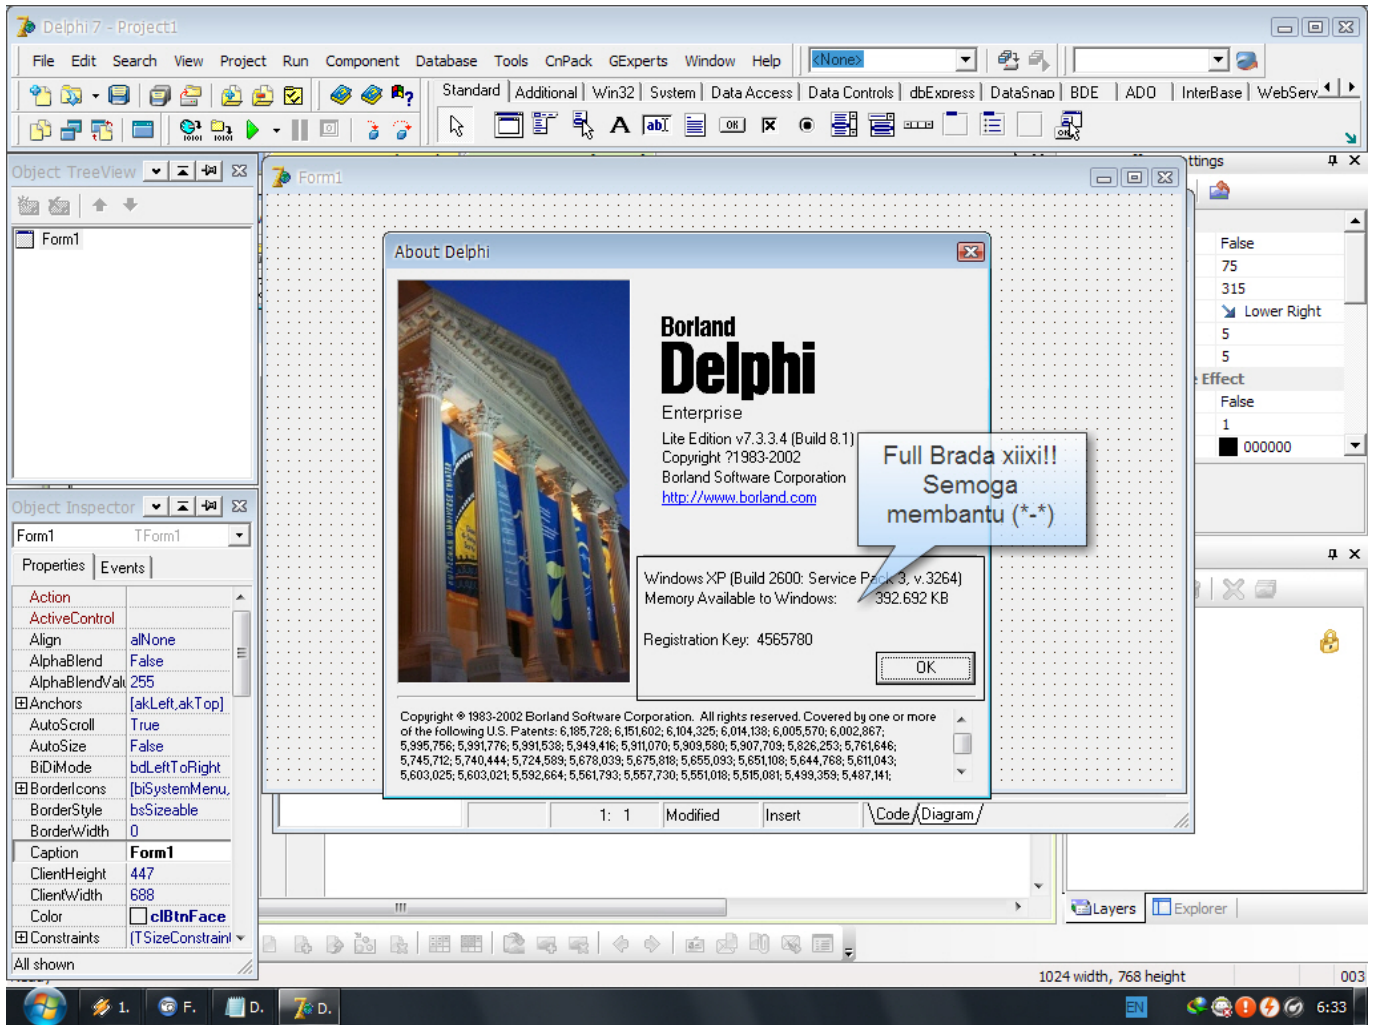 Delphi 7 - Project1
File Edit Search View Project Run Component Database Tools CnPack GExperts Window Help <None>
Standard Additional Win32 System Data Access Data Controls dbExpress DataSnap BDE ADO InterBase WebServ
Object TreeView
Form1
Form1
ttings
False
75
315
Lower Right
5
5
Effect
False
1
000000
About Delphi
Borland
Delphi
Enterprise
Lite Edition v7.3.3.4 (Build 8.1)
Copyright ?1983-2002
Borland Software Corporation
http://www.borland.com
Full Brada xiixi!!
Semoga
membantu (*-*)
Windows XP (Build 2600: Service Pack 3, v.3264)
Memory Available to Windows: 392.692 KB
Registration Key: 4565780
OK
Copyright © 1983-2002 Borland Software Corporation. All rights reserved. Covered by one or more
of the following U.S. Patents: 6,185,728; 6,151,602; 6,104,325; 6,014,138; 6,005,570; 6,002,867;
5,995,756; 5,991,776; 5,991,538; 5,949,416; 5,911,070; 5,909,580; 5,907,709; 5,826,253; 5,761,646;
5,745,712; 5,740,444; 5,724,589; 5,678,039; 5,675,818; 5,655,093; 5,651,108; 5,644,768; 5,611,043;
5,603,025; 5,603,021; 5,592,664; 5,561,793; 5,557,730; 5,551,018; 5,515,081; 5,499,359; 5,487,141;
Object Inspector
Form1 TForm1
Properties Events
Action
ActiveControl
Align alNone
AlphaBlend False
AlphaBlendValu 255
Anchors [akLeft,akTop]
AutoScroll True
AutoSize False
BiDiMode bdLeftToRight
BorderIcons [biSystemMenu,
BorderStyle bsSizeable
BorderWidth 0
Caption Form1
ClientHeight 447
ClientWidth 688
Color clBtnFace
Constraints (TSizeConstraint
All shown
1: 1 Modified Insert Code Diagram
Layers Explorer
1024 width, 768 height 003
1. F. D. D. EN 6:33